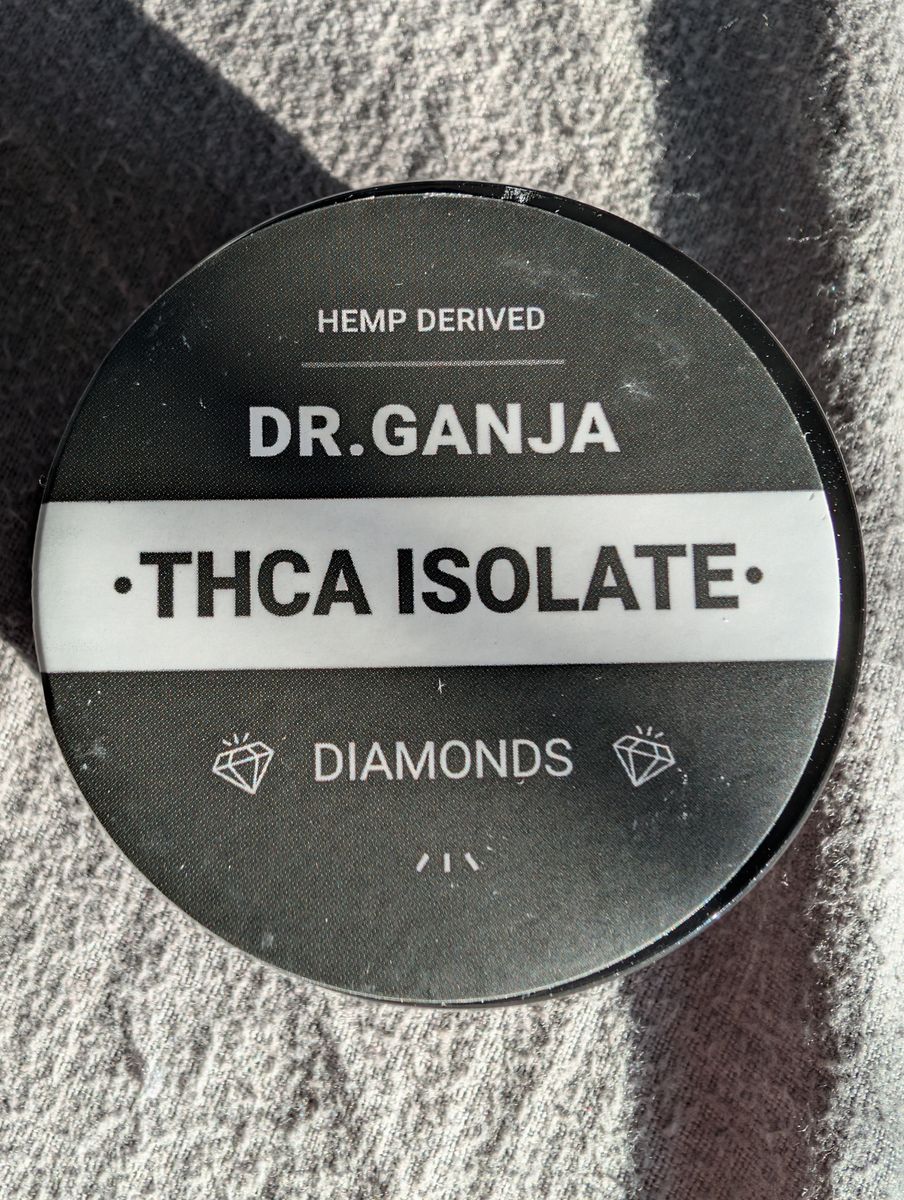 HEMP DERIVED
DR.GANJA
·THCA ISOLATE·
DIAMONDS